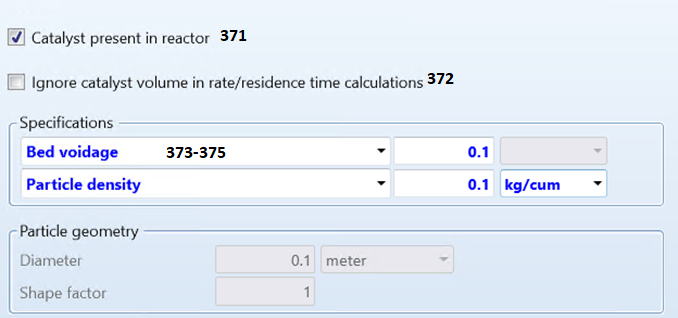 Catalyst present in reactor 371
Ignore catalyst volume in rate/residence time calculations 372
Specifications
Bed voidage 373-375 0.1
Particle density 0.1 kg/cum
Particle geometry
Diameter 0.1 meter
Shape factor 1